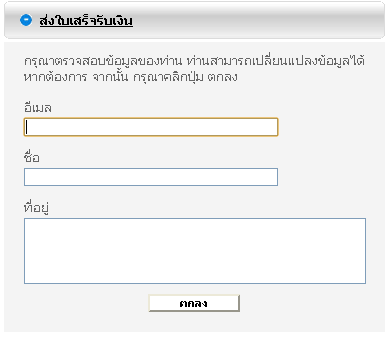 ส่งใบเสร็จรับเงิน
กรุณาตรวจสอบข้อมูลของท่าน ท่านสามารถเปลี่ยนแปลงข้อมูลได้
หากต้องการ จากนั้น กรุณาคลิกปุ่ม ตกลง
อีเมล
ชื่อ
ที่อยู่
ตกลง